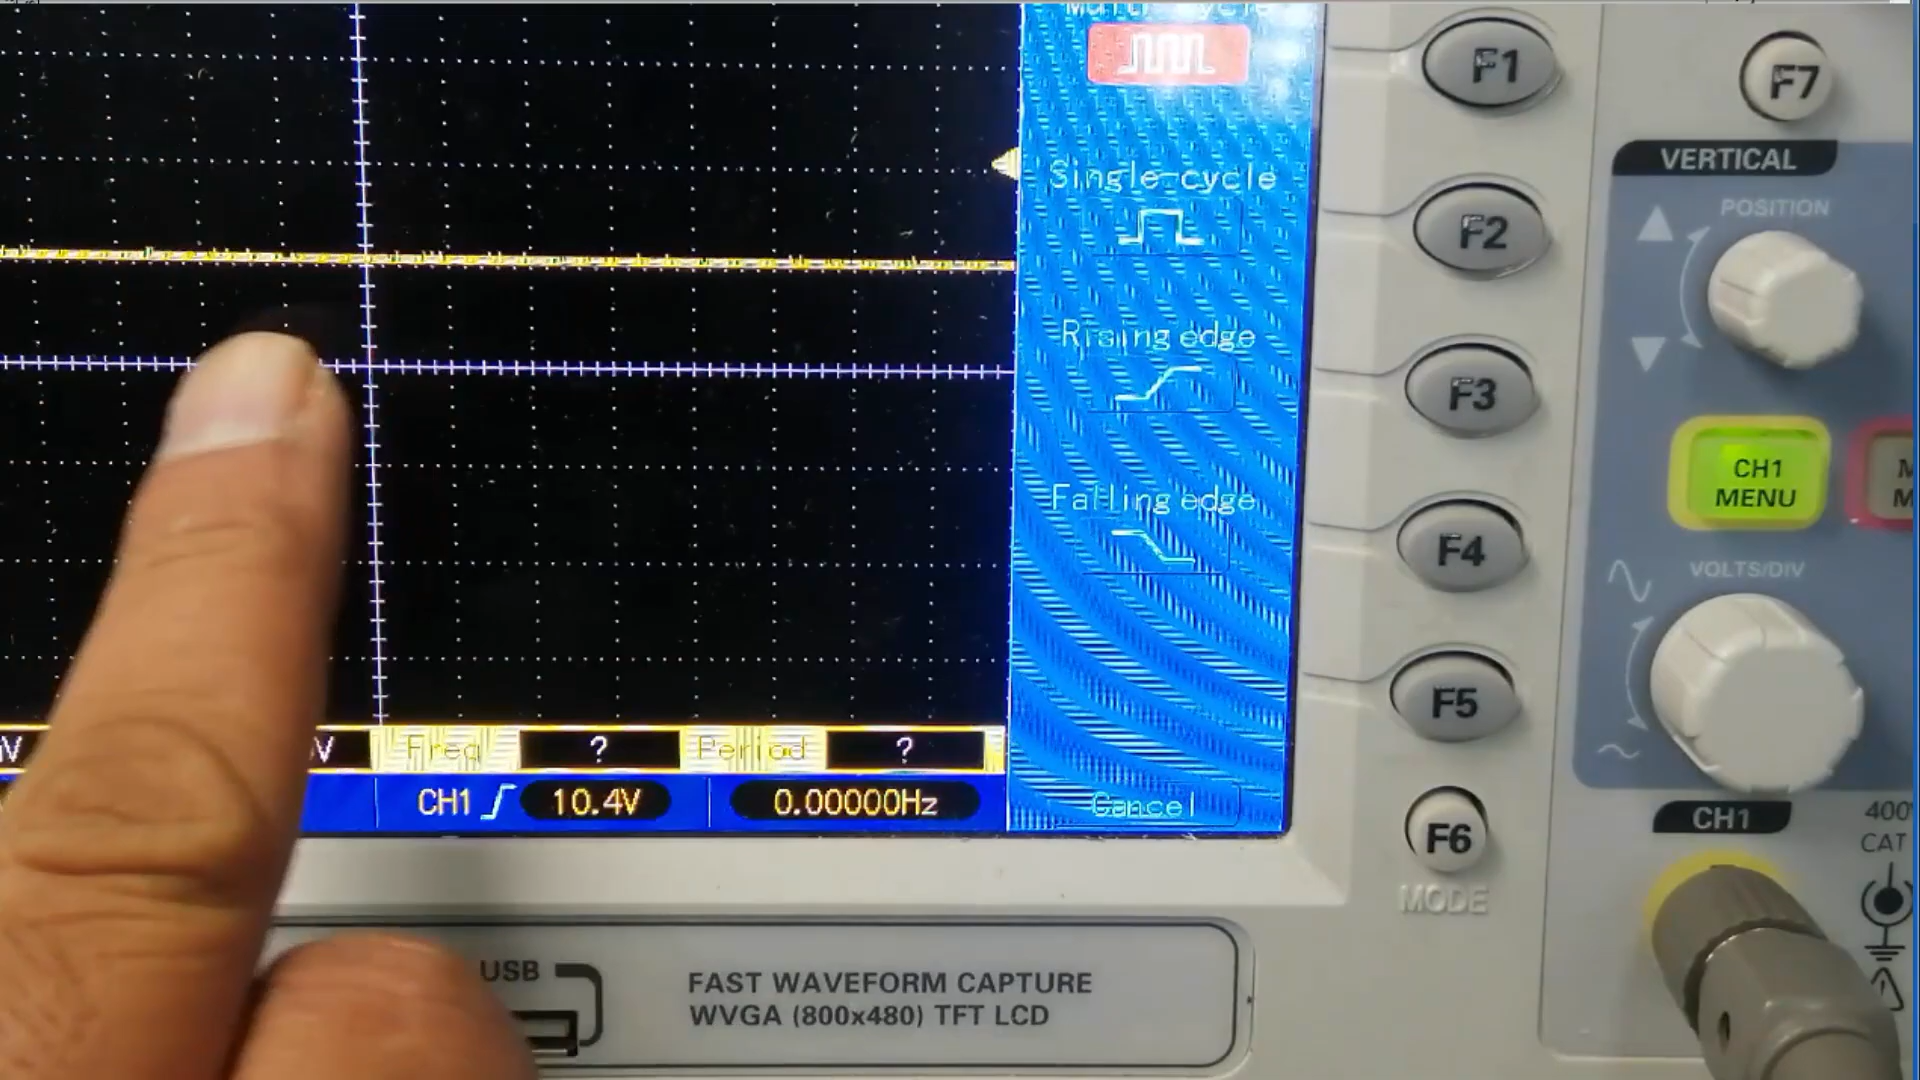 Single-cycle
Rising edge
Falling edge
V
Freq
?
Period
?
CH1
10.4V
0.00000Hz
Cancel
F1
F2
F3
F4
F5
F6
MODE
F7
VERTICAL
POSITION
CH1
MENU
VOLTS/DIV
CH1
CAT
USB
FAST WAVEFORM CAPTURE
WVGA (800x480) TFT LCD